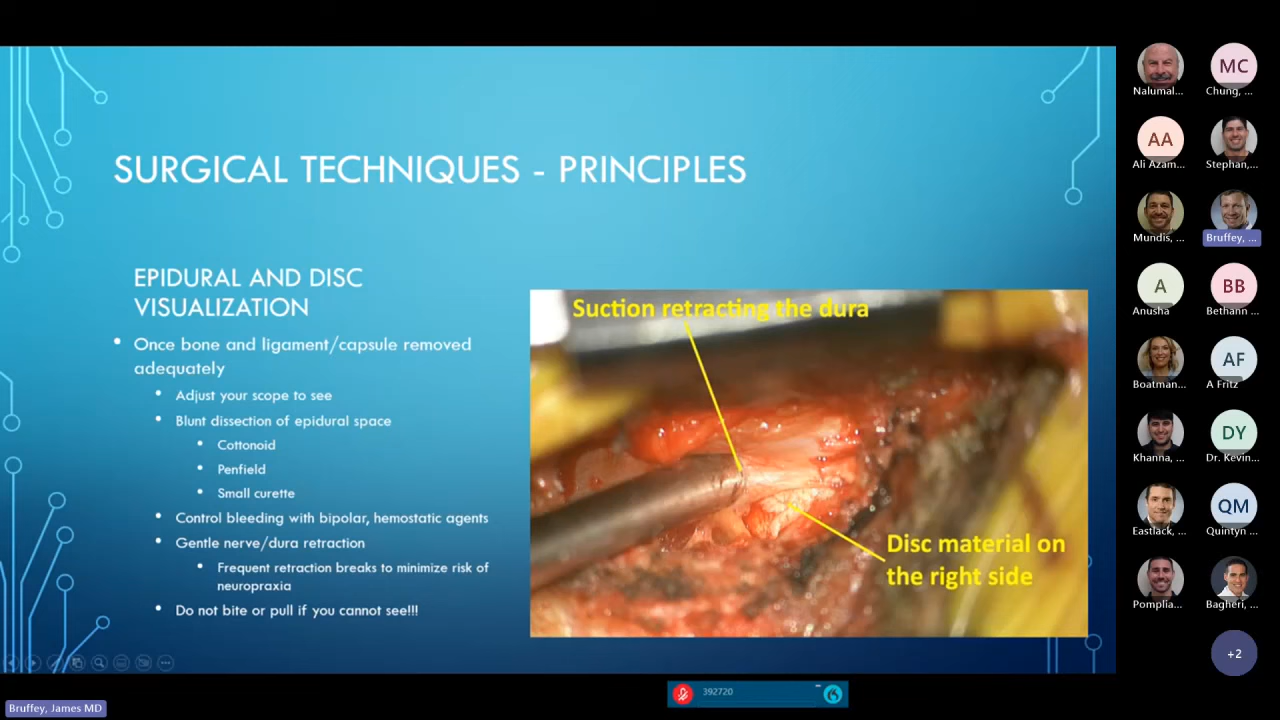 SURGICAL TECHNIQUES - PRINCIPLES
EPIDURAL AND DISC
VISUALIZATION
Once bone and ligament/capsule removed
adequately
Adjust your scope to see
Blunt dissection of epidural space
Cottonoid
Penfield
Small curette
Control bleeding with bipolar, hemostatic agents
Gentle nerve/dura retraction
Frequent retraction breaks to minimize risk of
neuropraxia
Do not bite or pull if you cannot see!!!
Suction retracting the dura
Disc material on
the right side
MC
Nalumal... Chung, ...
AA
Ali Azam... Stephan,...
Mundis, ... Bruffey, ...
A BB
Anusha Bethann ...
AF
Boatman... A Fritz
DY
Khanna, ... Dr. Kevin...
QM
Eastlack, ... Quintyn ...
Pomplia... Bagheri, ...
+2
392720
Bruffey, James MD